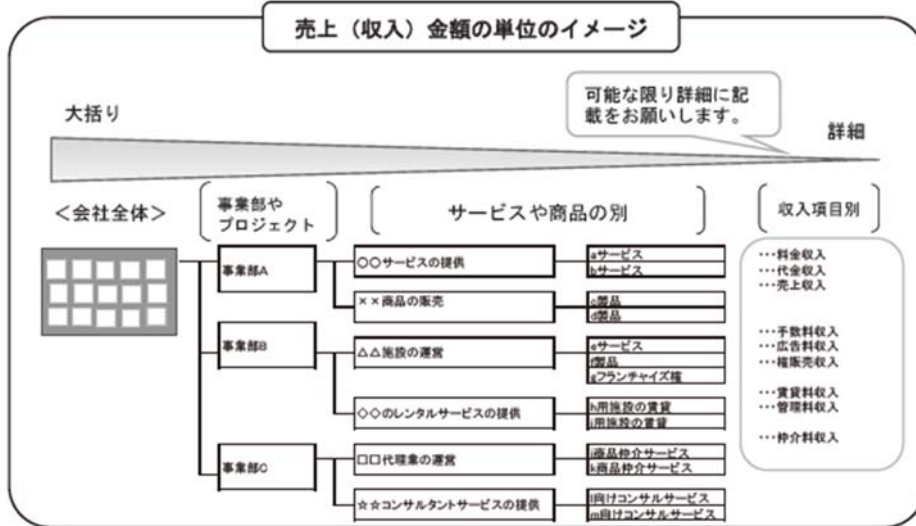 売上（収入）金額の単位のイメージ
可能な限り詳細に記
載をお願いします。
大括り
詳細
＜会社全体＞
事業部や
プロジェクト
サービスや商品の別
収入項目別
事業部A
○○サービスの提供
aサービス
bサービス
××商品の販売
c製品
d製品
事業部B
△△施設の運営
eサービス
f製品
gフランチャイズ権
◇◇のレンタルサービスの提供
h用施設の賃貸
i用施設の賃貸
事業部C
□□代理業の運営
j商品仲介サービス
k商品仲介サービス
☆☆コンサルタントサービスの提供
l向けコンサルサービス
m向けコンサルサービス
…料金収入
…代金収入
…売上収入
…手数料収入
…広告料収入
…権販売収入
…賃貸料収入
…管理料収入
…仲介料収入